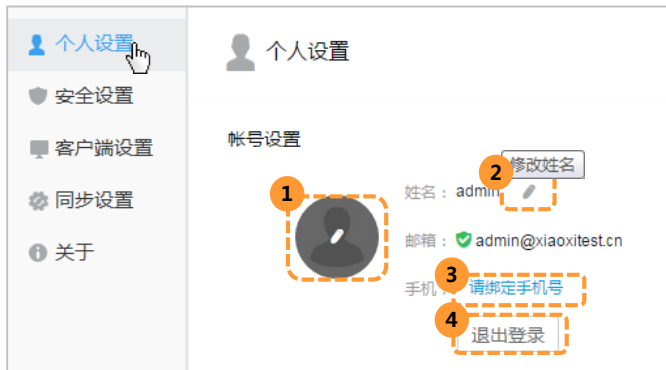 个人设置
安全设置
客户端设置
同步设置
关于
个人设置
帐号设置
修改姓名
1
2
姓名： admin
邮箱： admin@xiaoxitest.cn
3
手机： 请绑定手机号
4
退出登录